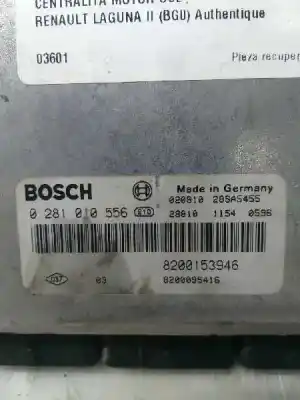 CENTRALITA MOTOR UCE
RENAULT LAGUNA II (BG0) Authentique
03601 Pieza recuper
BOSCH Made in Germany
020810 28SA5455
0 281 010 556 28810 1154 0596
8200153946
03 8200095416